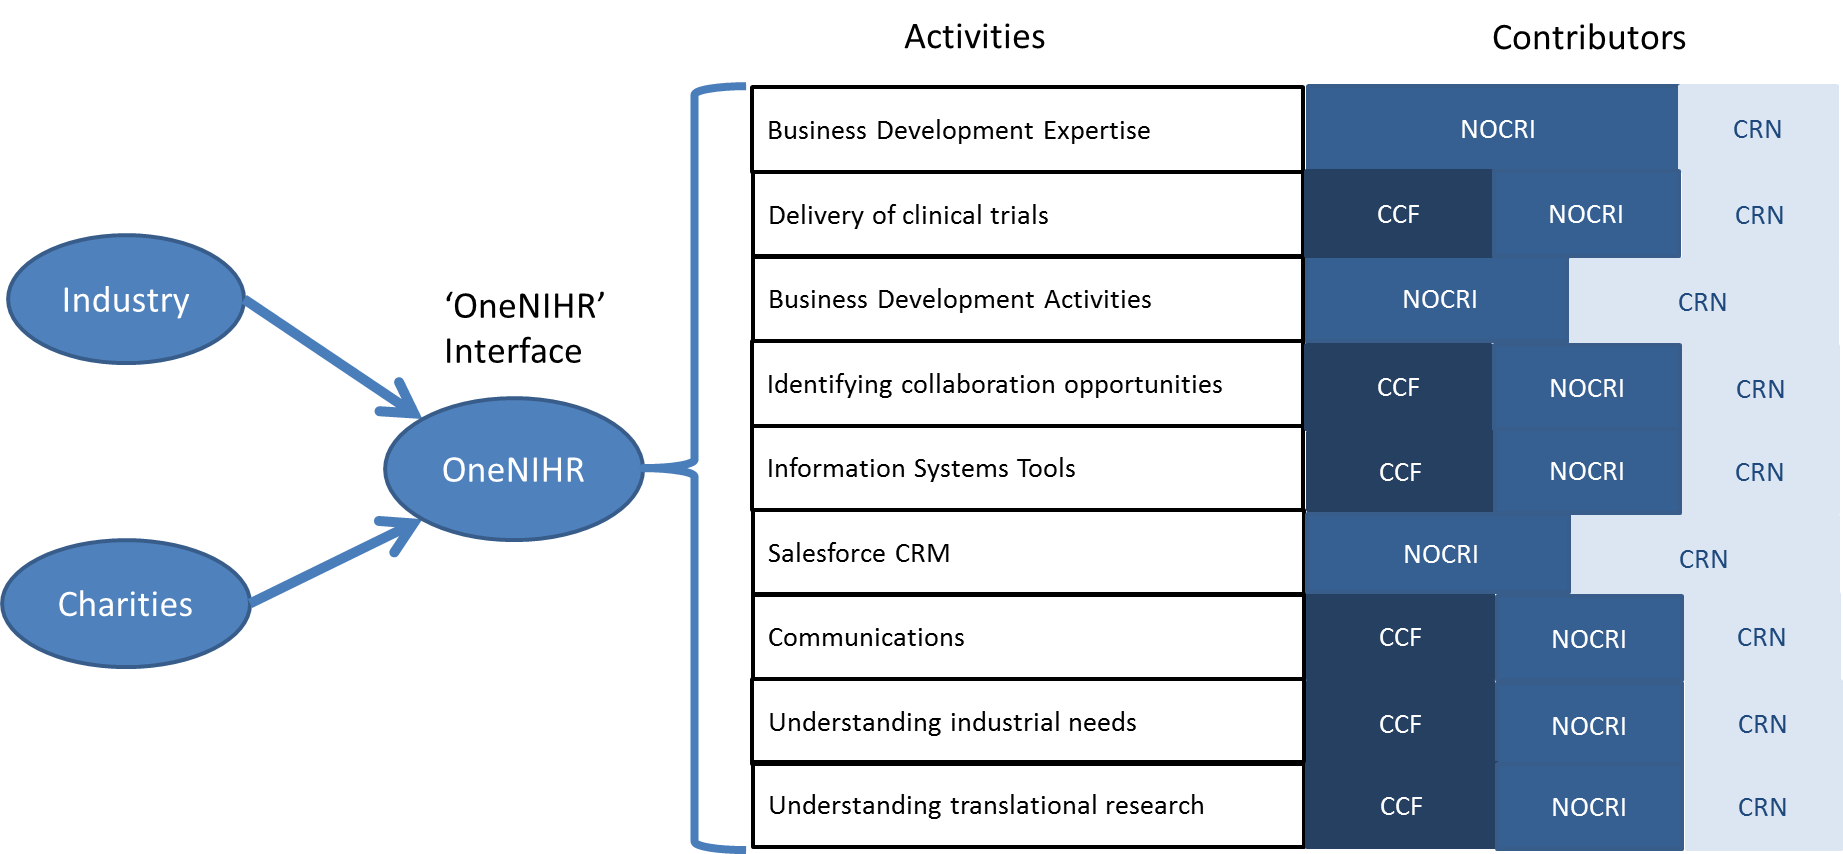 Activities Contributors
Business Development Expertise NOCRI CRN
Delivery of clinical trials CCF NOCRI CRN
Industry
‘OneNIHR’
Interface
Business Development Activities NOCRI CRN
Identifying collaboration opportunities CCF NOCRI CRN
OneNIHR
Information Systems Tools CCF NOCRI CRN
Salesforce CRM NOCRI CRN
Charities
Communications CCF NOCRI CRN
Understanding industrial needs CCF NOCRI CRN
Understanding translational research CCF NOCRI CRN